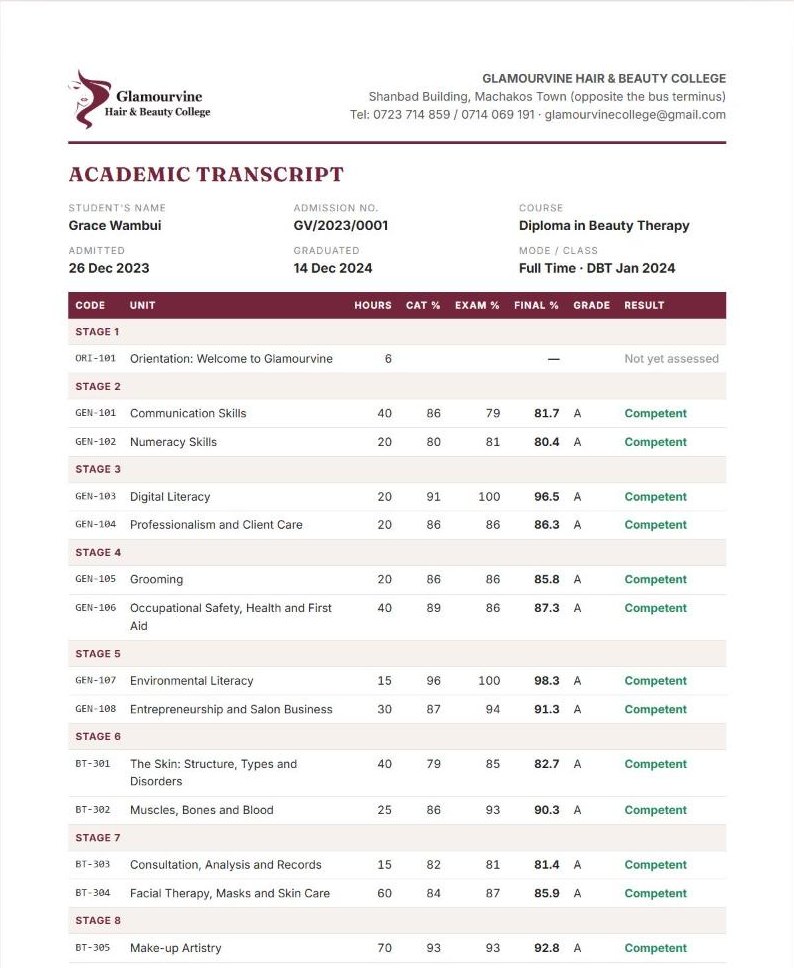 Glamourvine
Hair & Beauty College
GLAMOURVINE HAIR & BEAUTY COLLEGE
Shanbad Building, Machakos Town (opposite the bus terminus)
Tel: 0723 714 859 / 0714 069 191 · glamourvinecollege@gmail.com
ACADEMIC TRANSCRIPT
STUDENT'S NAME ADMISSION NO. COURSE
Grace Wambui GV/2023/0001 Diploma in Beauty Therapy
ADMITTED GRADUATED MODE / CLASS
26 Dec 2023 14 Dec 2024 Full Time · DBT Jan 2024
CODE UNIT HOURS CAT % EXAM % FINAL % GRADE RESULT
STAGE 1
ORI-101 Orientation: Welcome to Glamourvine 6 — Not yet assessed
STAGE 2
GEN-101 Communication Skills 40 86 79 81.7 A Competent
GEN-102 Numeracy Skills 20 80 81 80.4 A Competent
STAGE 3
GEN-103 Digital Literacy 20 91 100 96.5 A Competent
GEN-104 Professionalism and Client Care 20 86 86 86.3 A Competent
STAGE 4
GEN-105 Grooming 20 86 86 85.8 A Competent
GEN-106 Occupational Safety, Health and First 40 89 86 87.3 A Competent
Aid
STAGE 5
GEN-107 Environmental Literacy 15 96 100 98.3 A Competent
GEN-108 Entrepreneurship and Salon Business 30 87 94 91.3 A Competent
STAGE 6
BT-301 The Skin: Structure, Types and 40 79 85 82.7 A Competent
Disorders
BT-302 Muscles, Bones and Blood 25 86 93 90.3 A Competent
STAGE 7
BT-303 Consultation, Analysis and Records 15 82 81 81.4 A Competent
BT-304 Facial Therapy, Masks and Skin Care 60 84 87 85.9 A Competent
STAGE 8
BT-305 Make-up Artistry 70 93 93 92.8 A Competent